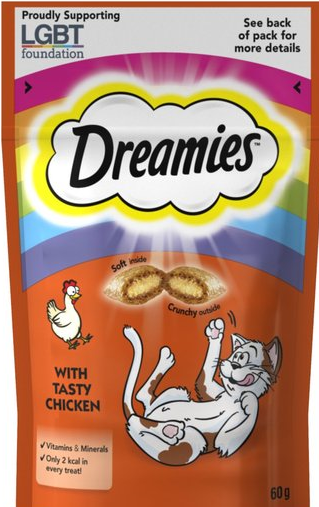 Proudly Supporting
LGBT
foundation
See back
of pack for
more details
Dreamies™
Soft inside
Crunchy outside
WITH
TASTY
CHICKEN
✓Vitamins & Minerals
✓Only 2 kcal in
every treat!
60g